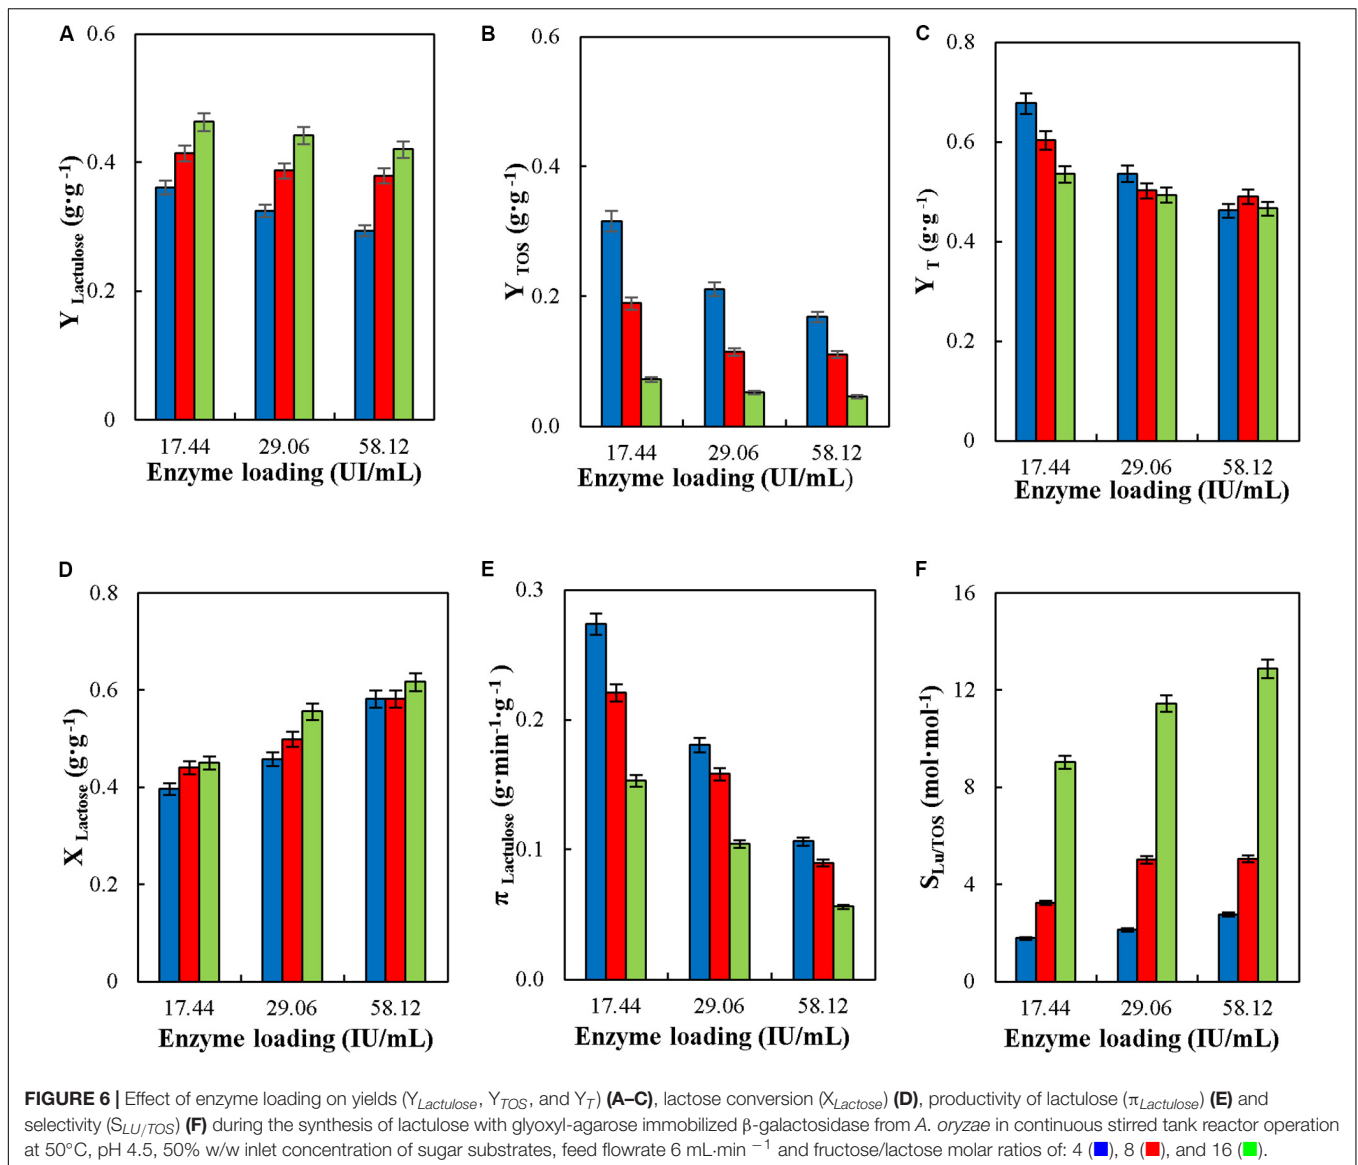 A
0.6
0.4
0.2
0
Y Lactulose (g·g-1)
17.44 29.06 58.12
Enzyme loading (UI/mL)
B
0.6
0.4
0.2
0.0
Y TOS (g·g-1)
17.44 29.06 58.12
Enzyme loading (UI/mL)
C
0.8
0.6
0.4
0.2
0
Y T (g·g-1)
17.44 29.06 58.12
Enzyme loading (IU/mL)
D
0.8
0.6
0.4
0.2
0
X Lactose (g·g-1)
17.44 29.06 58.12
Enzyme loading (IU/mL)
E
0.3
0.2
0.1
0.0
π Lactulose (g·min-1·g-1)
17.44 29.06 58.12
Enzyme loading (IU/mL)
F
16
12
8
4
0
SLu/TOS (mol·mol-1)
17.44 29.06 58.12
Enzyme loading (IU/mL)
FIGURE 6 | Effect of enzyme loading on yields (YLactulose, YTOS, and YT) (A–C), lactose conversion (XLactose) (D), productivity of lactulose (πLactulose) (E) and
selectivity (SLU/TOS) (F) during the synthesis of lactulose with glyoxyl-agarose immobilized β-galactosidase from A. oryzae in continuous stirred tank reactor operation
at 50°C, pH 4.5, 50% w/w inlet concentration of sugar substrates, feed flowrate 6 mL·min −1 and fructose/lactose molar ratios of: 4 (■), 8 (■), and 16 (■).